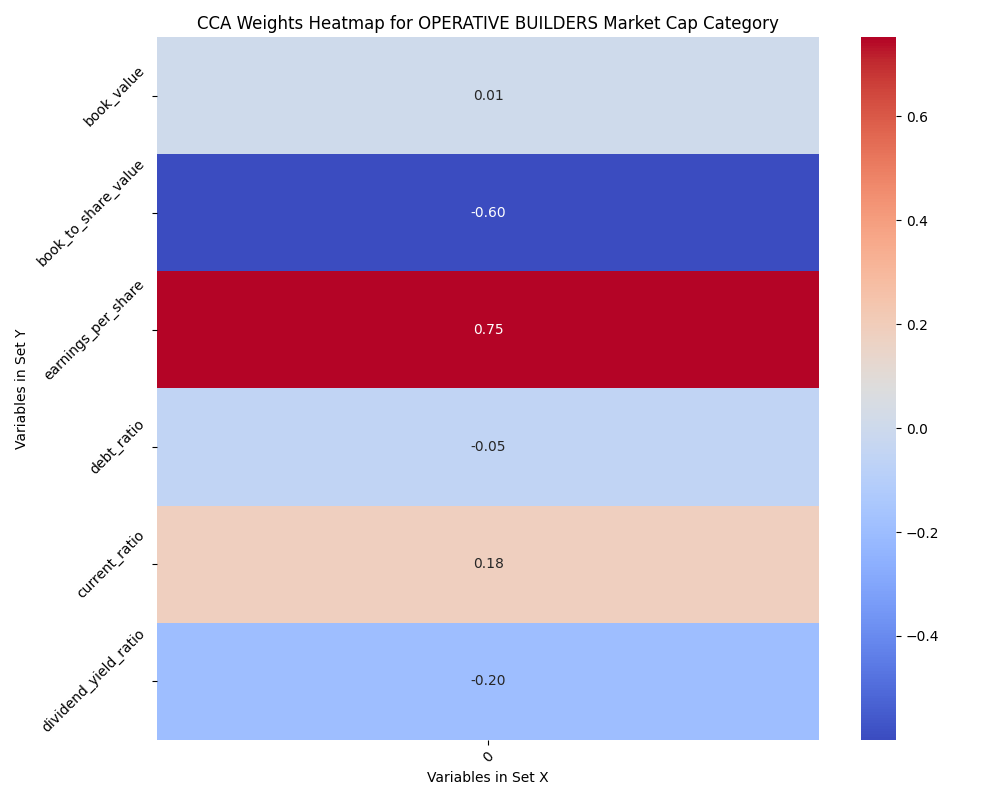 CCA Weights Heatmap for OPERATIVE BUILDERS Market Cap Category
Variables in Set Y
book_value
0.01
book_to_share_value
-0.60
earnings_per_share
0.75
debt_ratio
-0.05
current_ratio
0.18
dividend_yield_ratio
-0.20
0
Variables in Set X
0.6
0.4
0.2
0.0
−0.2
−0.4